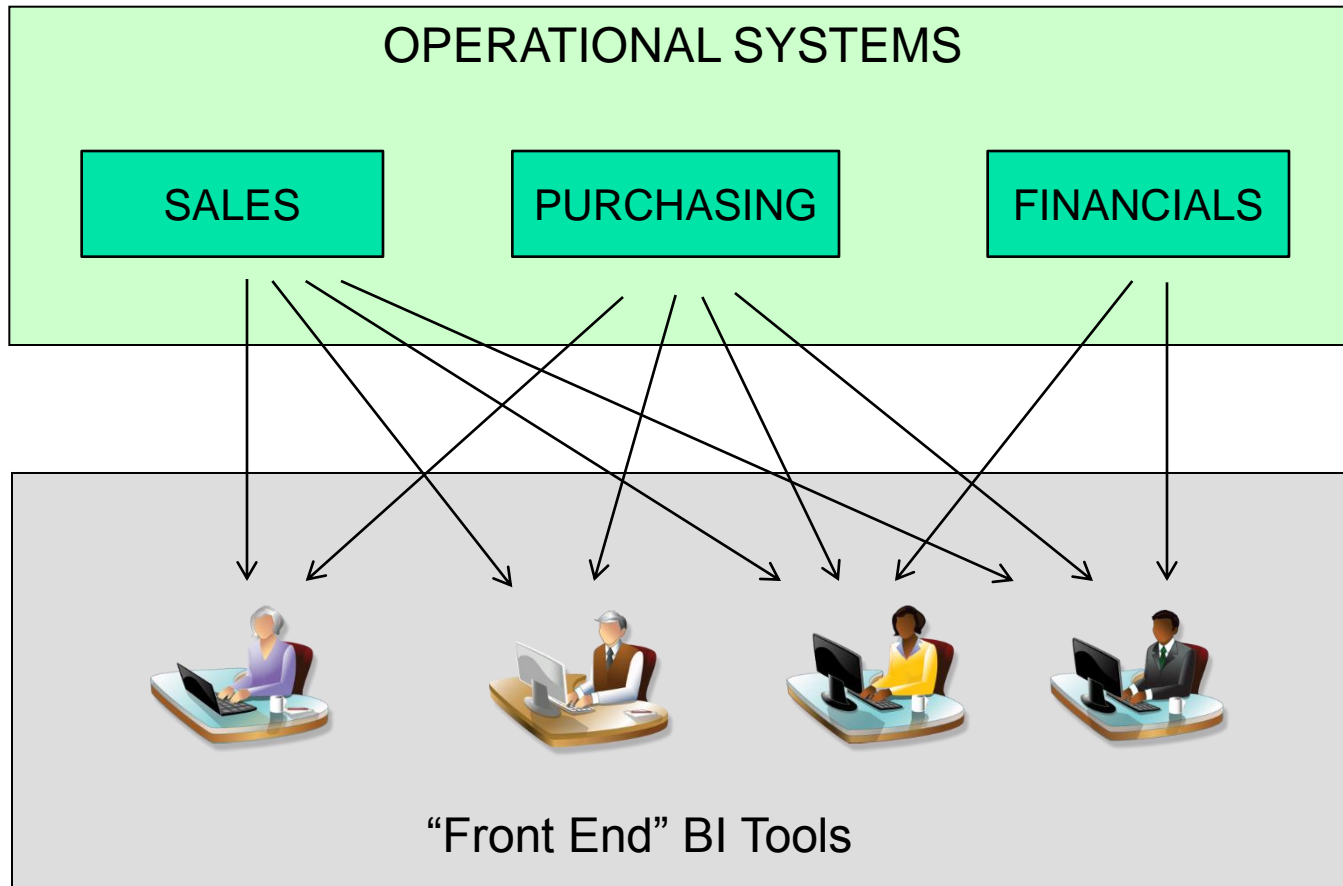 OPERATIONAL SYSTEMS
SALES
PURCHASING
FINANCIALS
“Front End” BI Tools